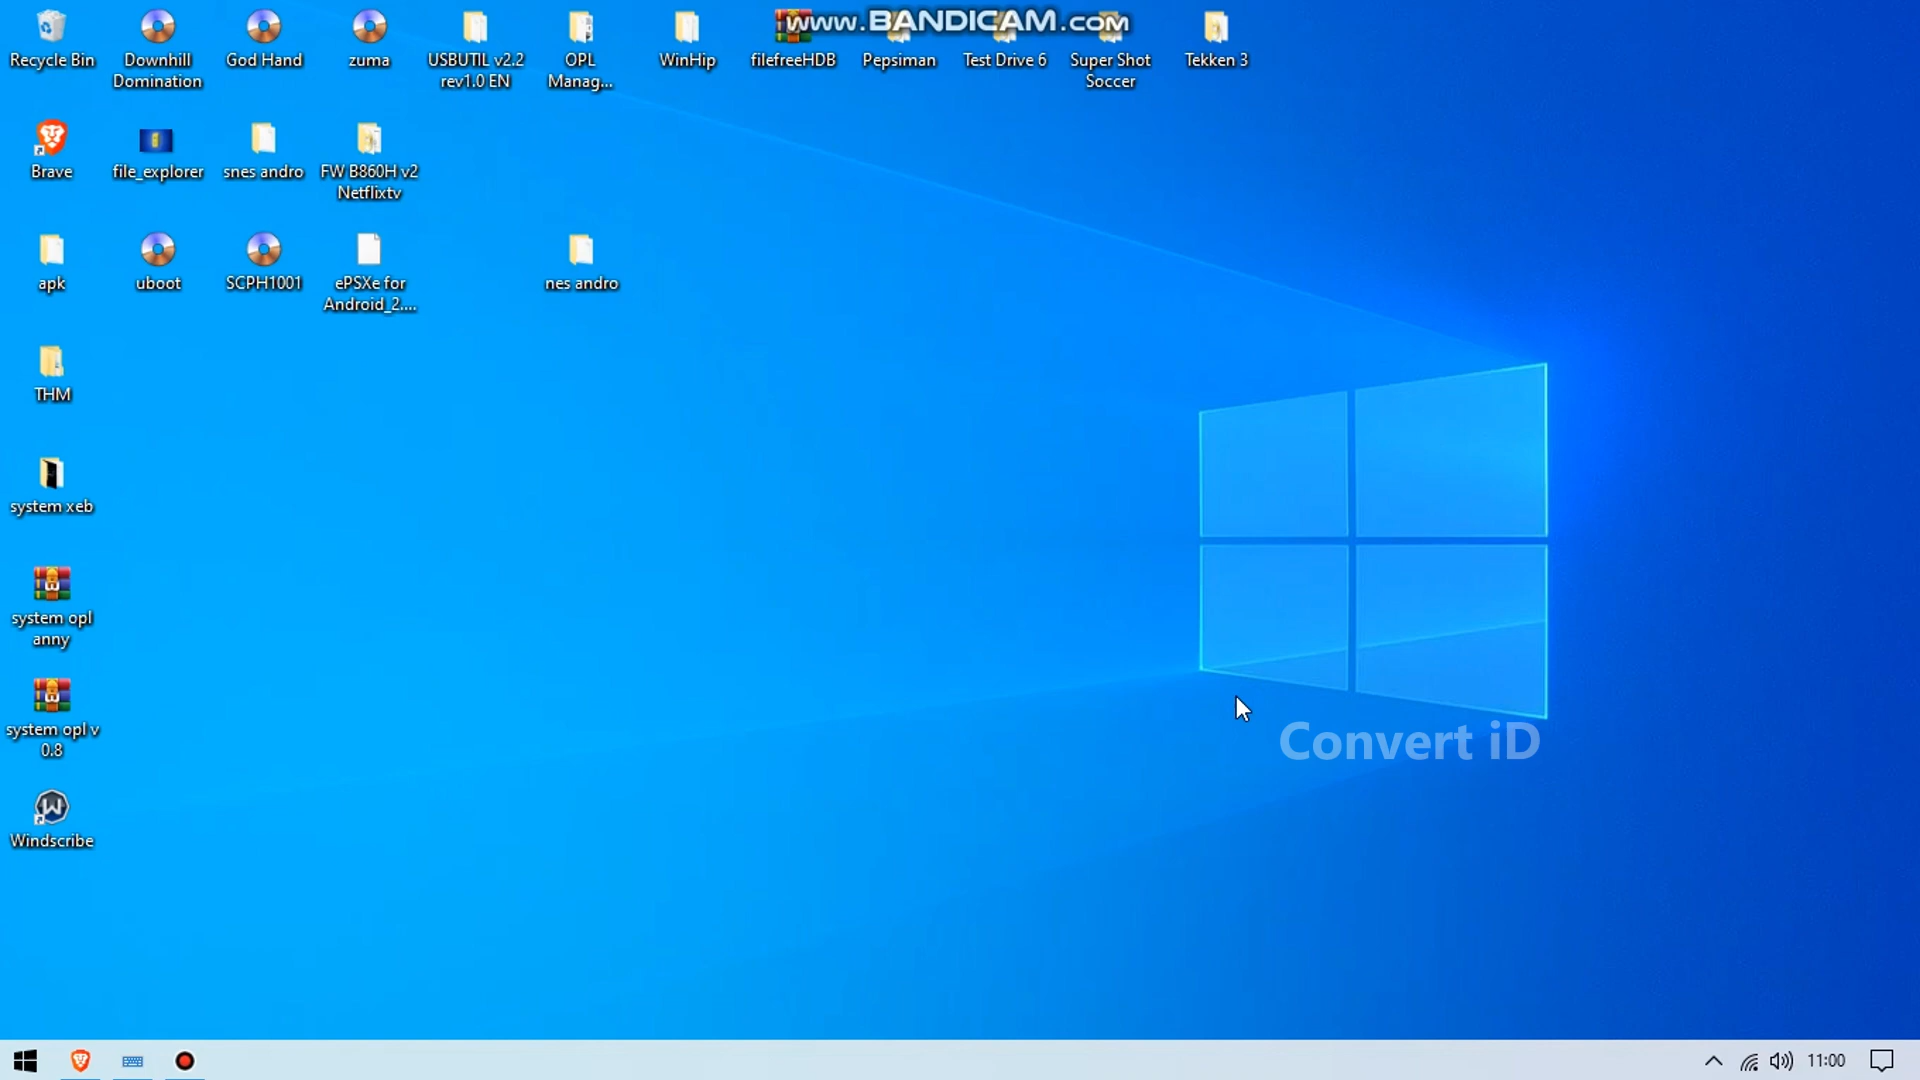 www.BANDICAM.com
Recycle Bin
Downhill
Domination
God Hand
zuma
USBUTIL v2.2
rev1.0 EN
OPL
Manag...
WinHip
filefreeHDB
Pepsiman
Test Drive 6
Super Shot
Soccer
Tekken 3
Brave
file_explorer
snes andro
FW B860H v2
Netflixtv
apk
uboot
SCPH1001
ePSXe for
Android_2....
nes andro
THM
system xeb
system opl
anny
system opl v
0.8
Windscribe
Convert iD
11:00